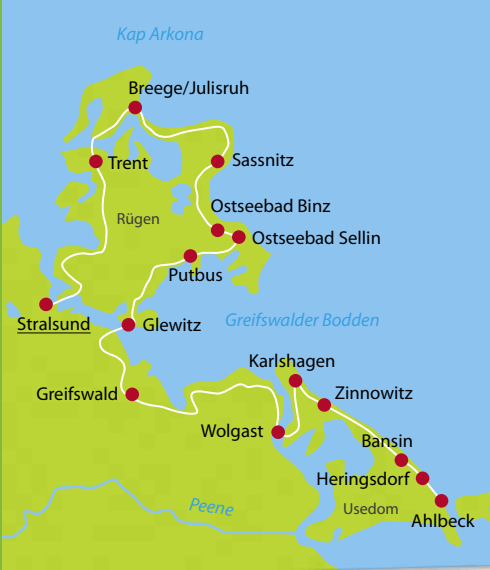 Kap Arkona
Breege/Julisruh
Trent
Sassnitz
Rügen
Ostseebad Binz
Ostseebad Sellin
Putbus
Stralsund
Glewitz
Greifswalder Bodden
Karlshagen
Greifswald
Zinnowitz
Wolgast
Bansin
Heringsdorf
Peene
Usedom
Ahlbeck